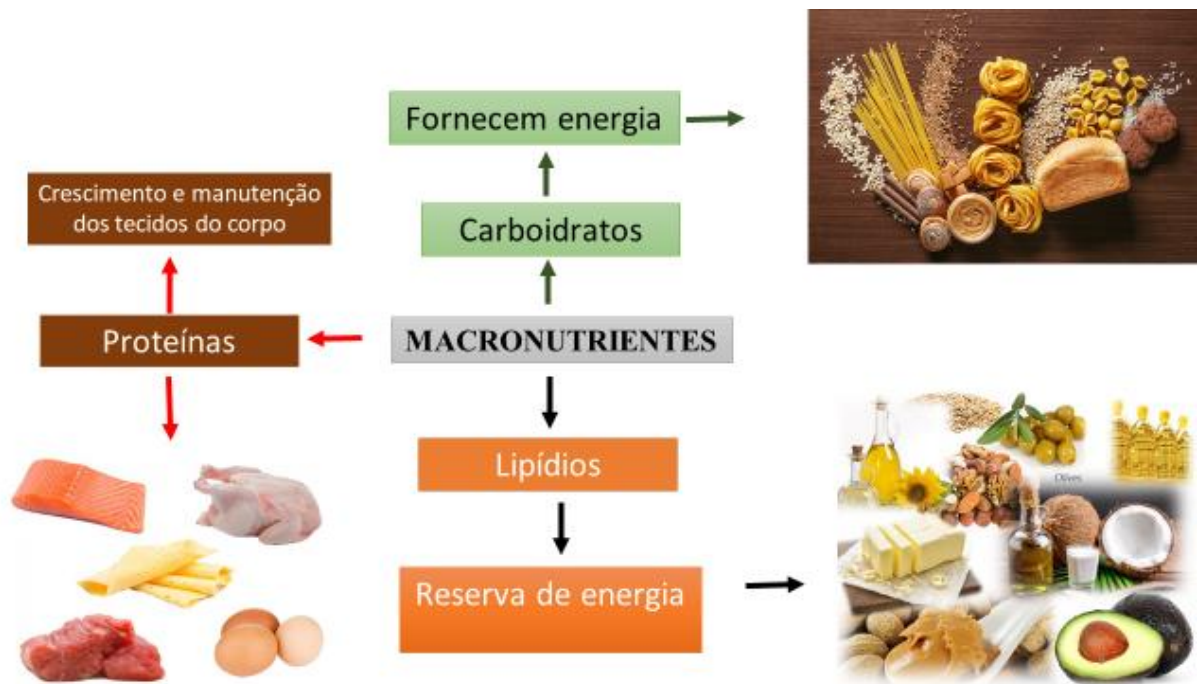 Fornecem energia
Crescimento e manutenção
dos tecidos do corpo
Carboidratos
Proteínas
MACRONUTRIENTES
Lipídios
Olives
Reserva de energia